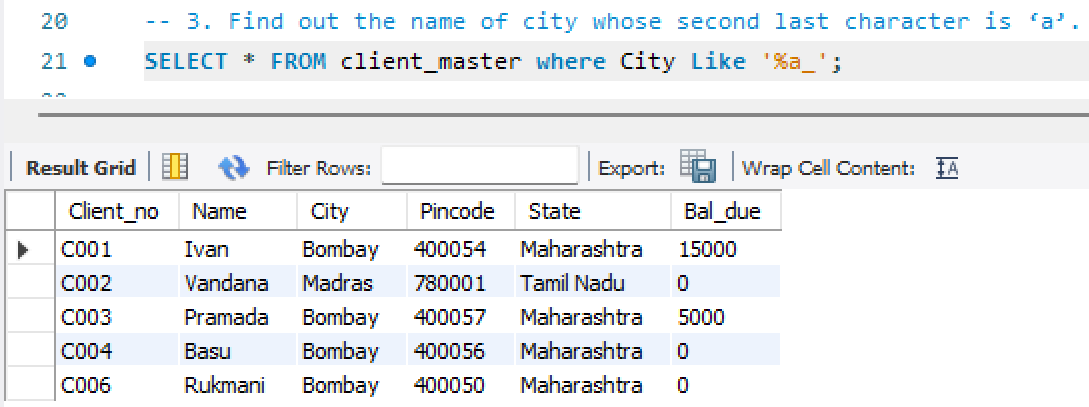 20 -- 3. Find out the name of city whose second last character is ‘a’.
21 SELECT * FROM client_master where City Like '%a_';
Result Grid Filter Rows: Export: Wrap Cell Content:
Client_no Name City Pincode State Bal_due
C001 Ivan Bombay 400054 Maharashtra 15000
C002 Vandana Madras 780001 Tamil Nadu 0
C003 Pramada Bombay 400057 Maharashtra 5000
C004 Basu Bombay 400056 Maharashtra 0
C006 Rukmani Bombay 400050 Maharashtra 0